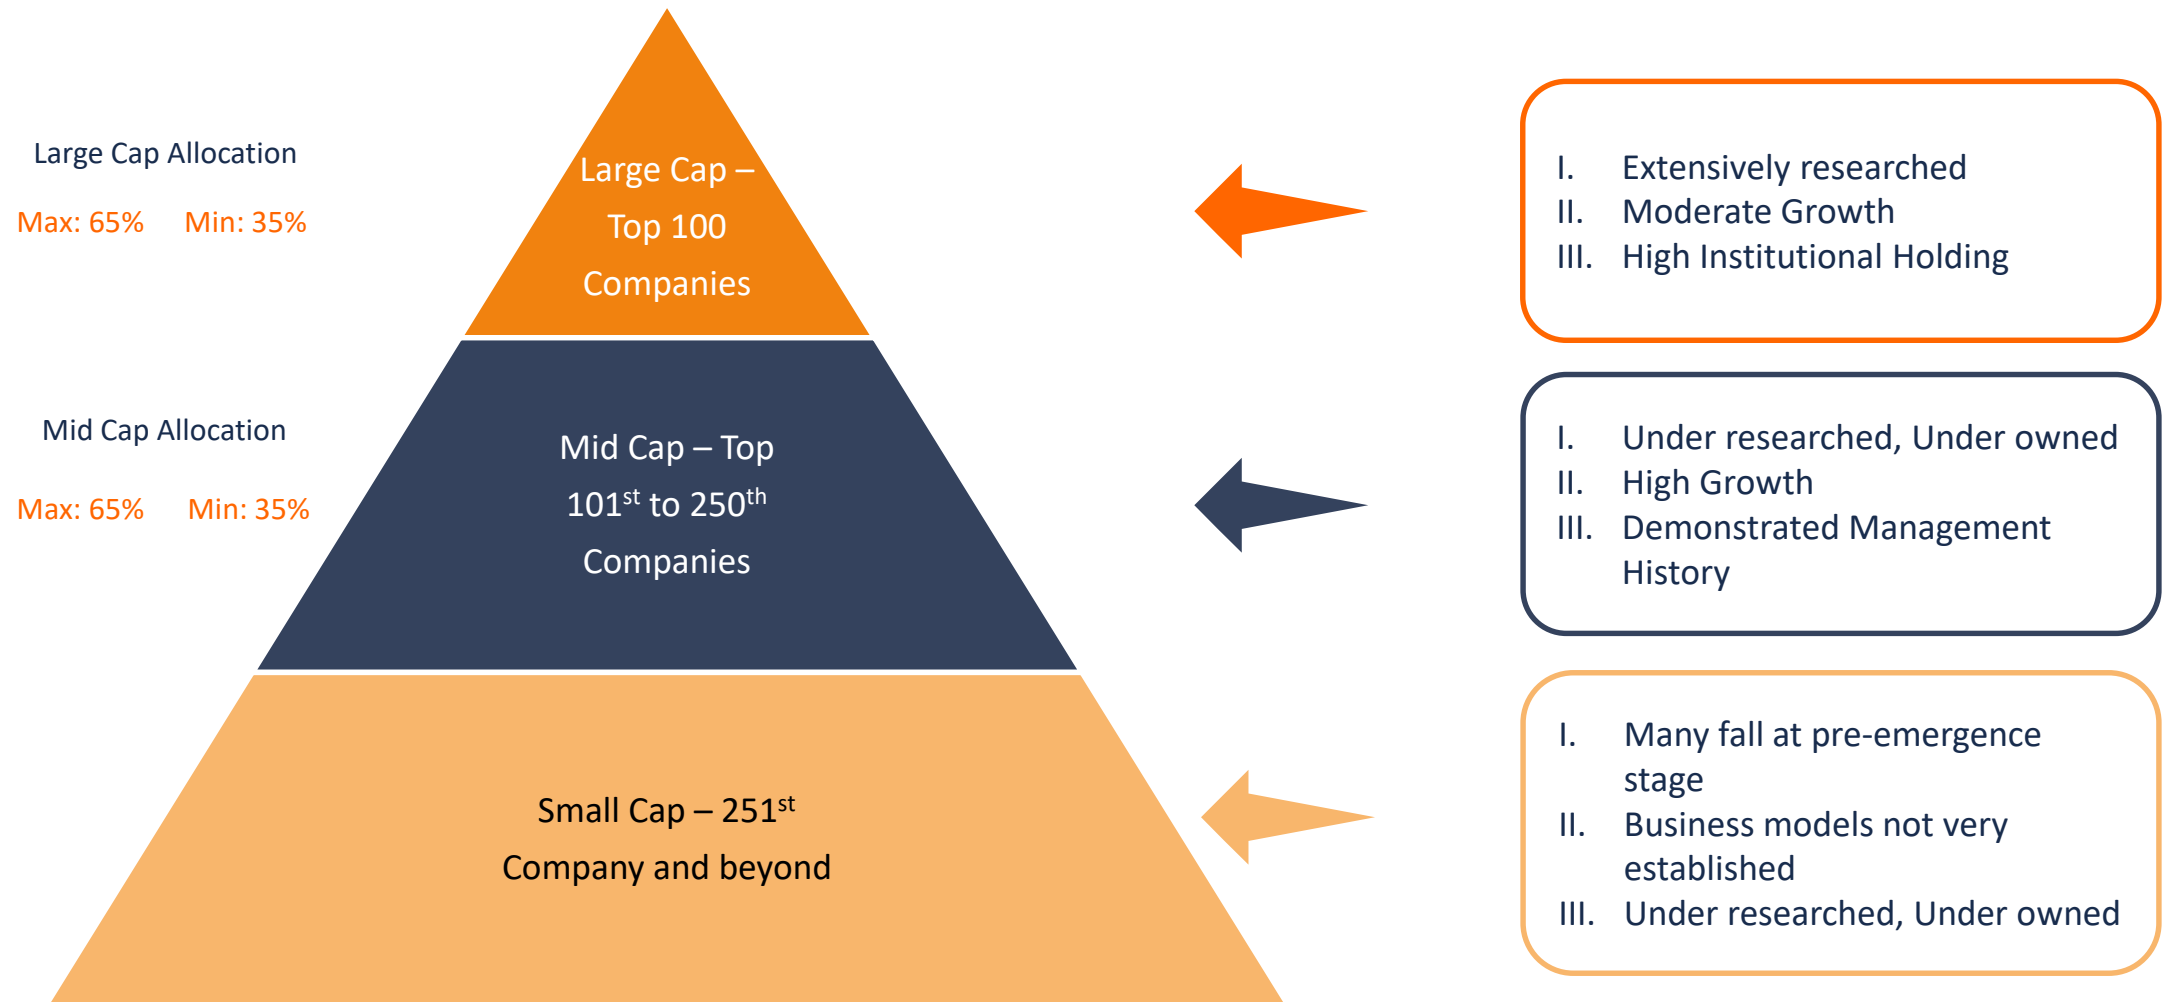 Large Cap Allocation
Max: 65% Min: 35%
Large Cap –
Top 100
Companies
I. Extensively researched
II. Moderate Growth
III. High Institutional Holding
Mid Cap Allocation
Max: 65% Min: 35%
Mid Cap – Top
101st to 250th
Companies
I. Under researched, Under owned
II. High Growth
III. Demonstrated Management
History
Small Cap – 251st
Company and beyond
I. Many fall at pre-emergence
stage
II. Business models not very
established
III. Under researched, Under owned